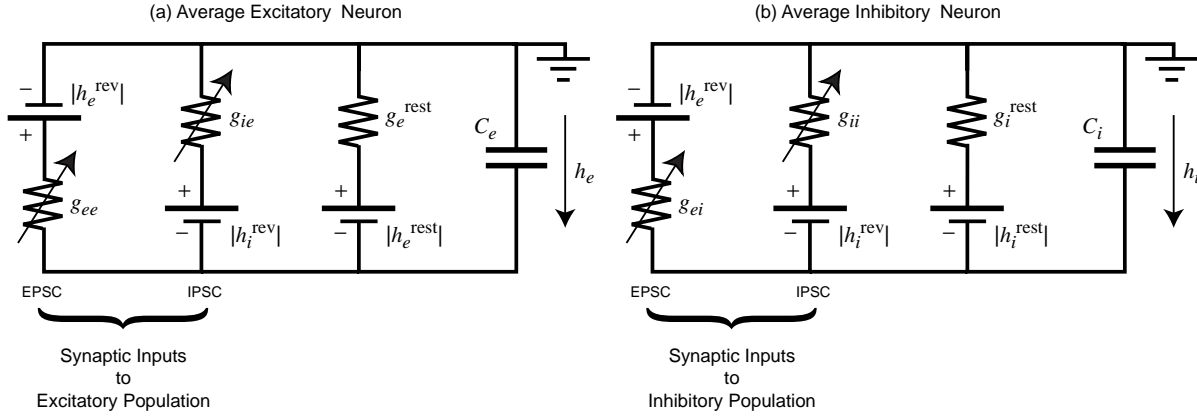 (a) Average Excitatory Neuron
− |h_e^rev|
+
g_ee
g_ie
+
− |h_i^rev|
g_e^rest
+
− |h_e^rest|
C_e
h_e
EPSC IPSC
Synaptic Inputs
to
Excitatory Population
(b) Average Inhibitory Neuron
− |h_e^rev|
+
g_ei
g_ii
+
− |h_i^rev|
g_i^rest
+
− |h_i^rest|
C_i
h_i
EPSC IPSC
Synaptic Inputs
to
Inhibitory Population